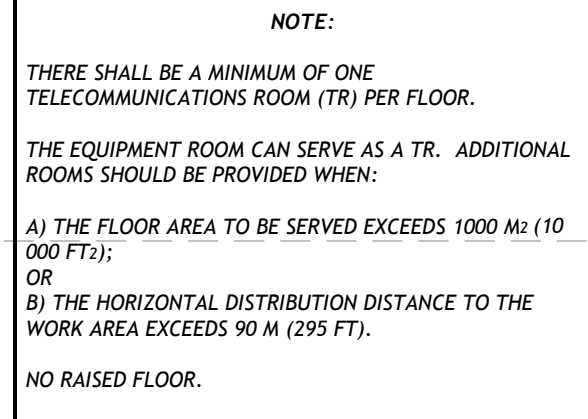 NOTE:
THERE SHALL BE A MINIMUM OF ONE
TELECOMMUNICATIONS ROOM (TR) PER FLOOR.
THE EQUIPMENT ROOM CAN SERVE AS A TR. ADDITIONAL
ROOMS SHOULD BE PROVIDED WHEN:
A) THE FLOOR AREA TO BE SERVED EXCEEDS 1000 M2 (10
000 FT2);
OR
B) THE HORIZONTAL DISTRIBUTION DISTANCE TO THE
WORK AREA EXCEEDS 90 M (295 FT).
NO RAISED FLOOR.